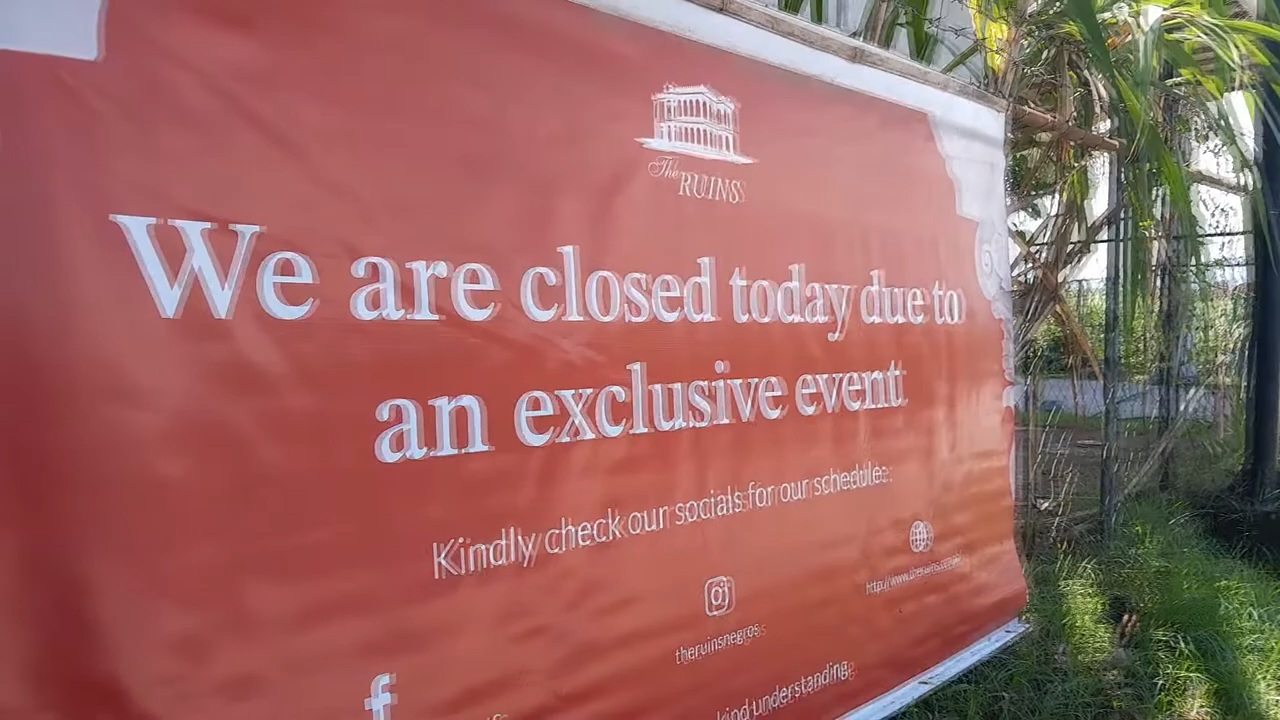 The
RUINS
We are closed today due to
an exclusive event
Kindly check our socials for our schedule:
theruinsnegros
kind understanding.